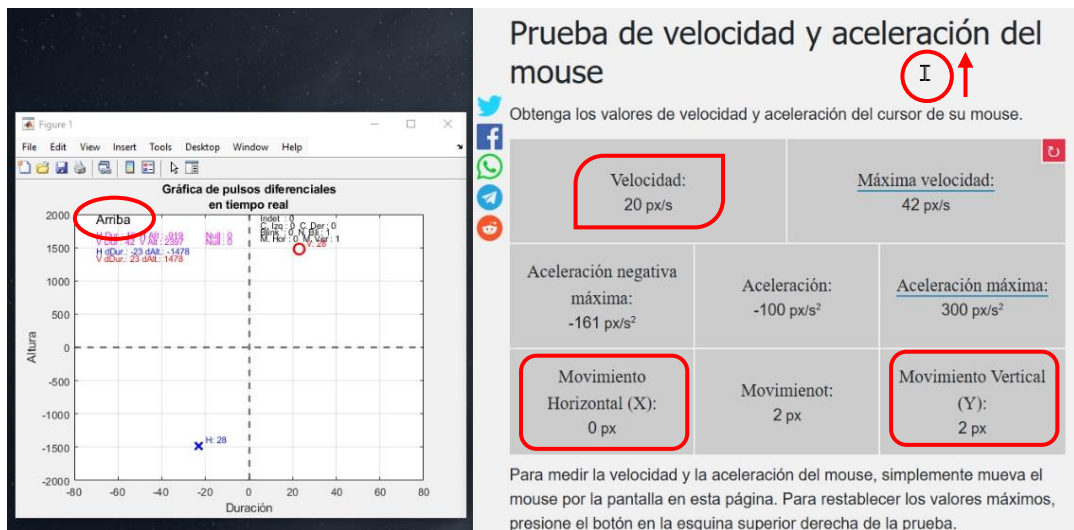 Figure 1
File Edit View Insert Tools Desktop Window Help
Gráfica de pulsos diferenciales
en tiempo real
Arriba
Null : 0
V Dur.: 42 V Alt.: 2397 Null : 0
H dDur.: -23 dAlt.: -1478
V dDur.: 23 dAlt.: 1478
Indet. : 0
C. Izq : 0 C. Der : 0
Blink : 0 N. Bli : 1
M. Hor : 0 M. Ver : 1
V: 28
H: 28
2000
1500
1000
500
0
-500
-1000
-1500
-2000
Altura
-80 -60 -40 -20 0 20 40 60 80
Duración
Prueba de velocidad y aceleración del
mouse
Obtenga los valores de velocidad y aceleración del cursor de su mouse.
Velocidad:
20 px/s
Máxima velocidad:
42 px/s
Aceleración negativa
máxima:
-161 px/s²
Aceleración:
-100 px/s²
Aceleración máxima:
300 px/s²
Movimiento
Horizontal (X):
0 px
Movimienot:
2 px
Movimiento Vertical
(Y):
2 px
Para medir la velocidad y la aceleración del mouse, simplemente mueva el
mouse por la pantalla en esta página. Para restablecer los valores máximos,
presione el botón en la esquina superior derecha de la prueba.